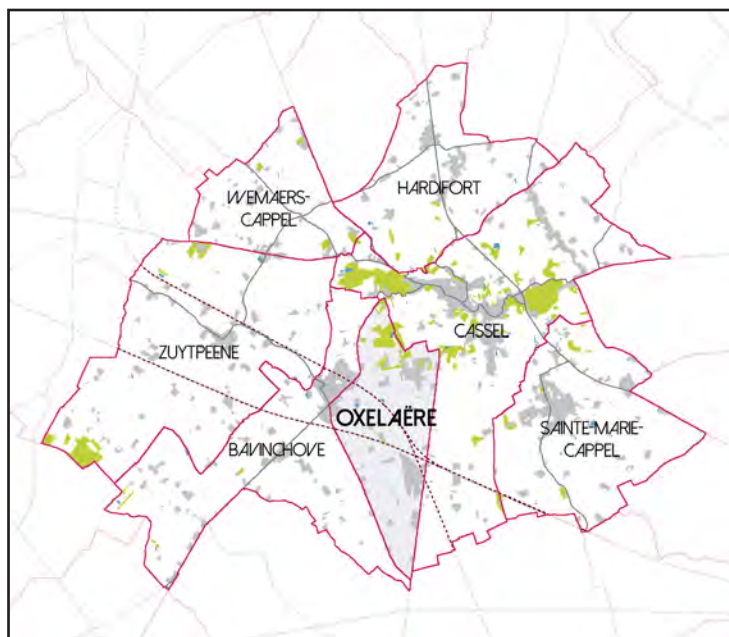 HARDIFORT
WEMAERS-
CAPPEL
CASSEL
ZUYTPEENE
OXELAËRE
SAINTE-MARIE-
CAPPEL
BAVINCHOVE